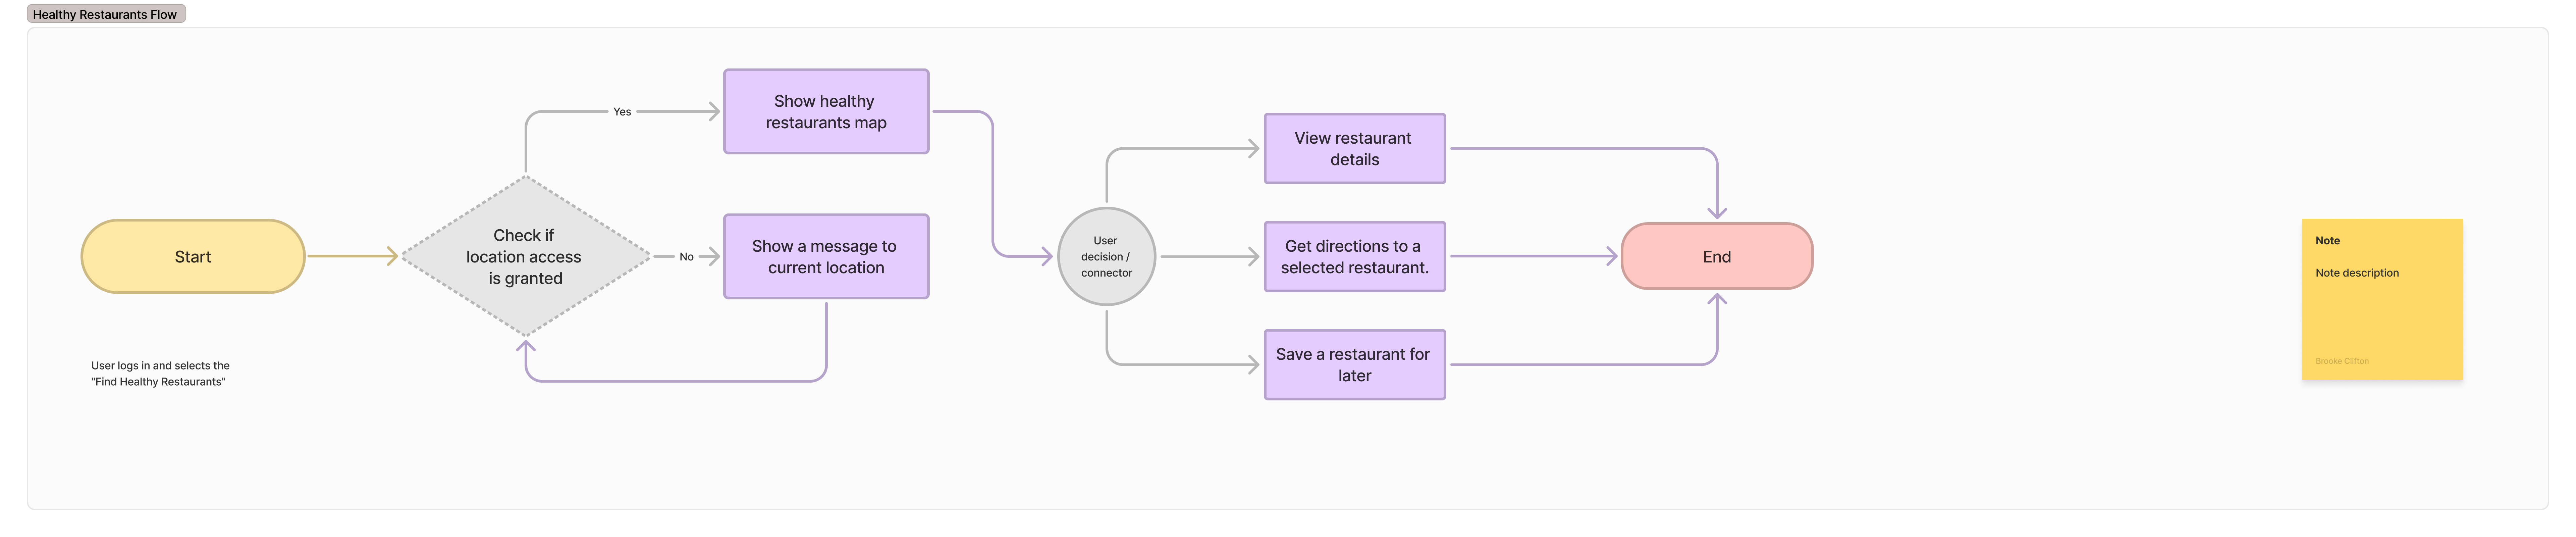 Healthy Restaurants Flow
Start
User logs in and selects the
"Find Healthy Restaurants"
Check if
location access
is granted
Yes
No
Show healthy
restaurants map
Show a message to
current location
User
decision /
connector
View restaurant
details
Get directions to a
selected restaurant.
Save a restaurant for
later
End
Note
Note description
Brooke Clifton